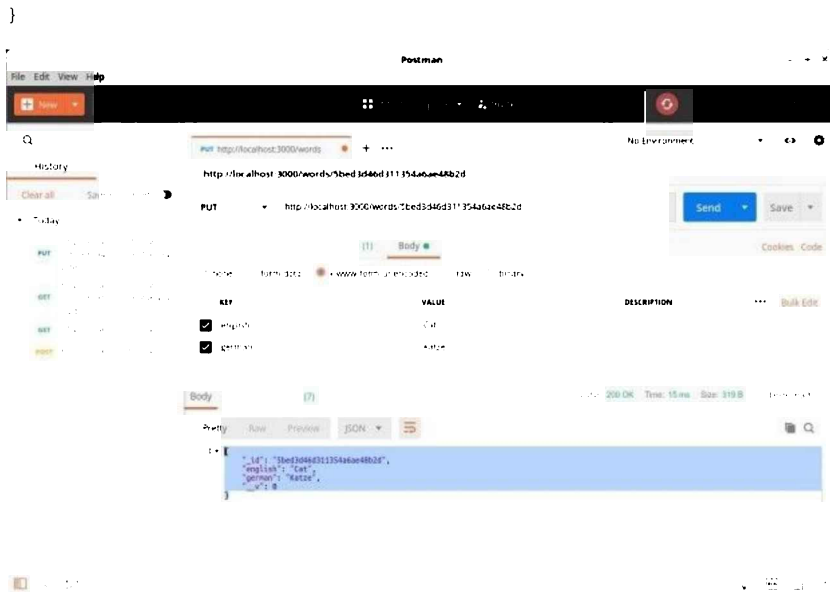 }
Postman
File Edit View Help
New
No Environment
PUT http://localhost:3000/words
History
http://localhost:3000/words/5bed3d46d311354a6ae48b2d
Clear all
Today
PUT http://localhost:3000/words/5bed3d46d311354a6ae48b2d Send Save
PUT (1) Body Cookies Code
none form-data x-www-form-urlencoded raw binary
GET
KEY VALUE DESCRIPTION Bulk Edit
GET english Cat
POST german Katze
Body (7) 200 OK Time: 15 ms Size: 319 B
Pretty Raw Preview JSON
{
"_id": "5bed3d46d311354a6ae48b2d",
"english": "Cat",
"german": "Katze",
"__v": 0
}